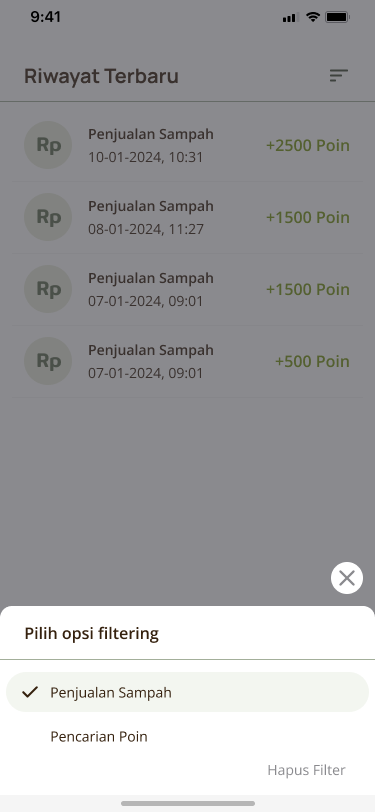 9:41
Riwayat Terbaru
Rp
Penjualan Sampah
10-01-2024, 10:31
+2500 Poin
Rp
Penjualan Sampah
08-01-2024, 11:27
+1500 Poin
Rp
Penjualan Sampah
07-01-2024, 09:01
+1500 Poin
Rp
Penjualan Sampah
07-01-2024, 09:01
+500 Poin
Pilih opsi filtering
Penjualan Sampah
Pencarian Poin
Hapus Filter